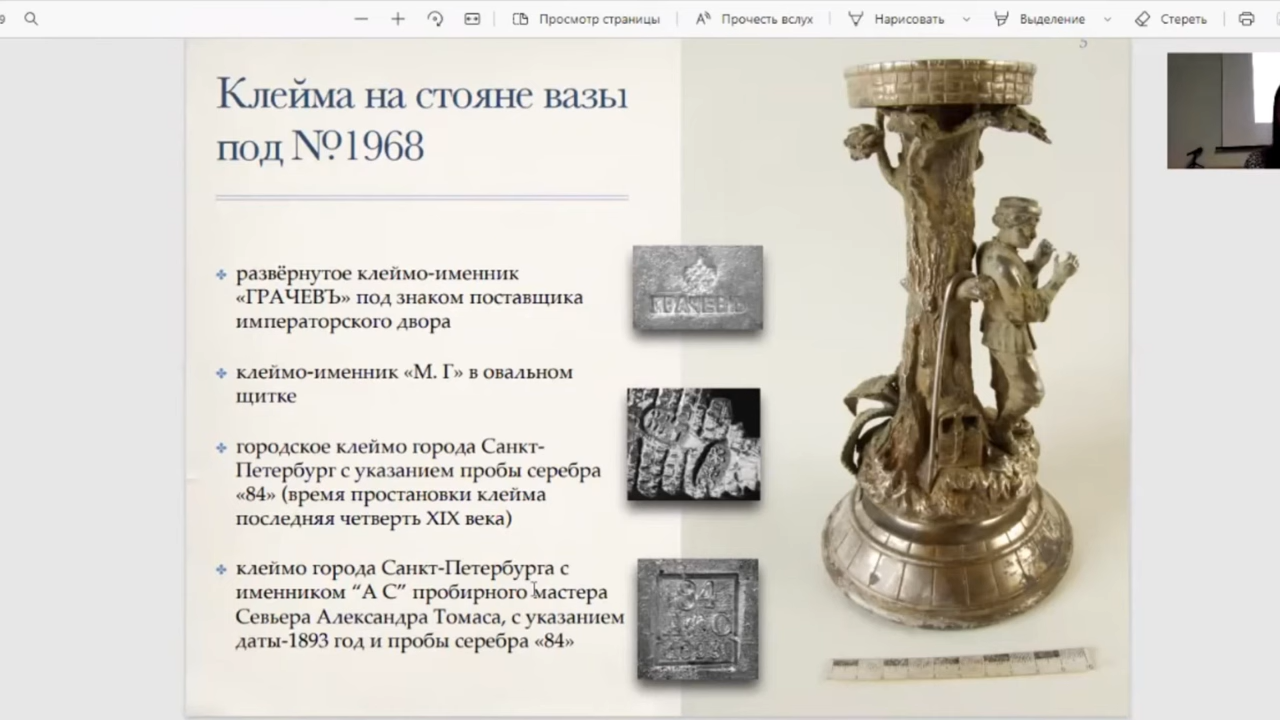 9
Просмотр страницы
Прочесть вслух
Нарисовать
Выделение
Стереть
5
Клейма на стояне вазы
под №1968
развёрнутое клеймо-именник
«ГРАЧЕВЪ» под знаком поставщика
императорского двора
клеймо-именник «М. Г» в овальном
щитке
городское клеймо города Санкт-
Петербург с указанием пробы серебра
«84» (время простановки клейма
последняя четверть XIX века)
клеймо города Санкт-Петербурга с
именником “А С” пробирного мастера
Севьера Александра Томаса, с указанием
даты-1893 год и пробы серебра «84»
ГРАЧЕВЪ
84